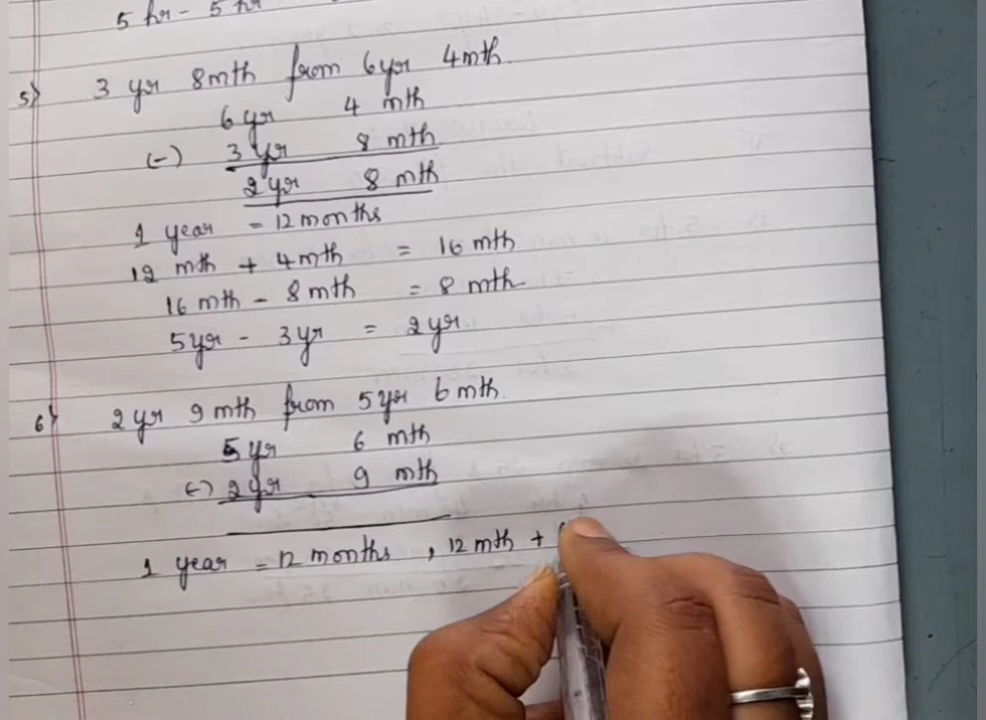 5 hr - 5 hr
5) 3 yr 8mth from 6yr 4mth.
6 yr 4 mth
(-) 3 yr 8 mth
2 yr 8 mth
1 year = 12 months
12 mth + 4mth = 16 mth
16 mth - 8 mth = 8 mth
5yr - 3yr = 2yr
6) 2 yr 9 mth from 5yr 6 mth.
5 yr 6 mth
(-) 2 yr 9 mth
1 year = 12 months, 12 mth +